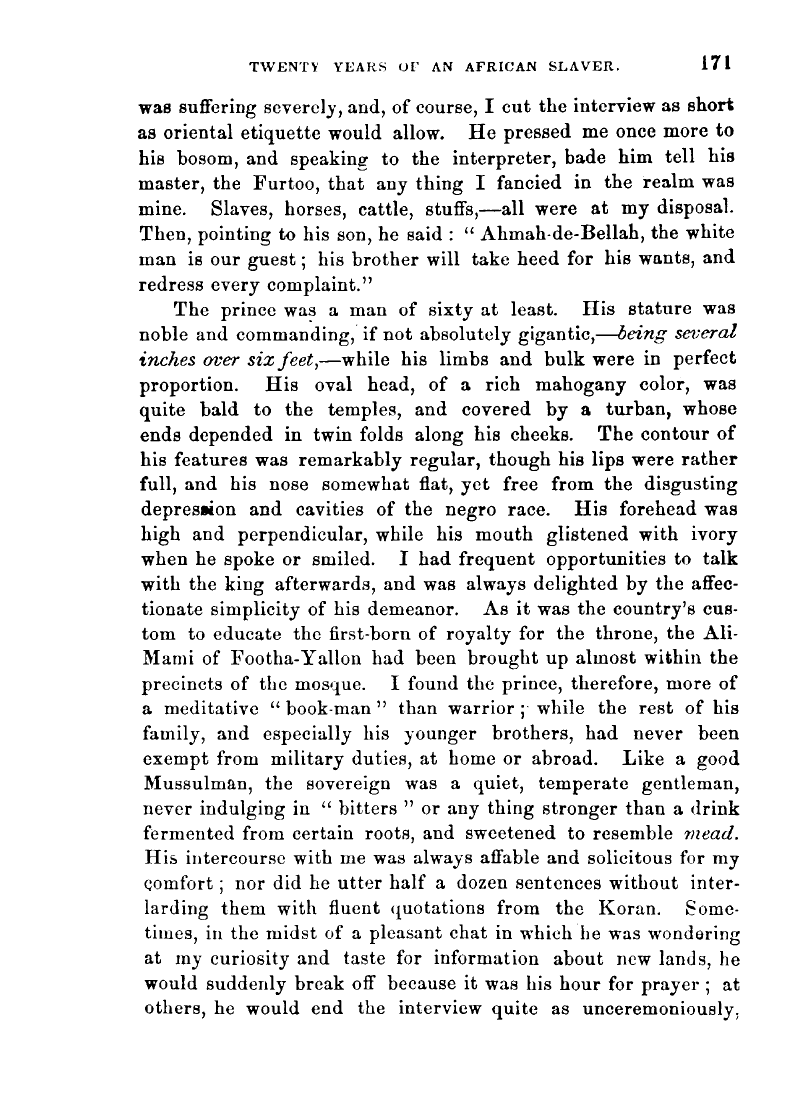 TWENTY YEARS OF AN AFRICAN SLAVER. 171
was suffering severely, and, of course, I cut the interview as short
as oriental etiquette would allow. He pressed me once more to
his bosom, and speaking to the interpreter, bade him tell his
master, the Furtoo, that any thing I fancied in the realm was
mine. Slaves, horses, cattle, stuffs,—all were at my disposal.
Then, pointing to his son, he said : “ Ahmah-de-Bellah, the white
man is our guest ; his brother will take heed for his wants, and
redress every complaint.”
The prince was a man of sixty at least. His stature was
noble and commanding, if not absolutely gigantic,—being several
inches over six feet,—while his limbs and bulk were in perfect
proportion. His oval head, of a rich mahogany color, was
quite bald to the temples, and covered by a turban, whose
ends depended in twin folds along his cheeks. The contour of
his features was remarkably regular, though his lips were rather
full, and his nose somewhat flat, yet free from the disgusting
depression and cavities of the negro race. His forehead was
high and perpendicular, while his mouth glistened with ivory
when he spoke or smiled. I had frequent opportunities to talk
with the king afterwards, and was always delighted by the affec-
tionate simplicity of his demeanor. As it was the country’s cus-
tom to educate the first-born of royalty for the throne, the Ali-
Mami of Footha-Yallon had been brought up almost within the
precincts of the mosque. I found the prince, therefore, more of
a meditative “ book-man ” than warrior ; while the rest of his
family, and especially his younger brothers, had never been
exempt from military duties, at home or abroad. Like a good
Mussulman, the sovereign was a quiet, temperate gentleman,
never indulging in “ bitters ” or any thing stronger than a drink
fermented from certain roots, and sweetened to resemble mead.
His intercourse with me was always affable and solicitous for my
comfort ; nor did he utter half a dozen sentences without inter-
larding them with fluent quotations from the Koran. Some-
times, in the midst of a pleasant chat in which he was wondering
at my curiosity and taste for information about new lands, he
would suddenly break off because it was his hour for prayer ; at
others, he would end the interview quite as unceremoniously,